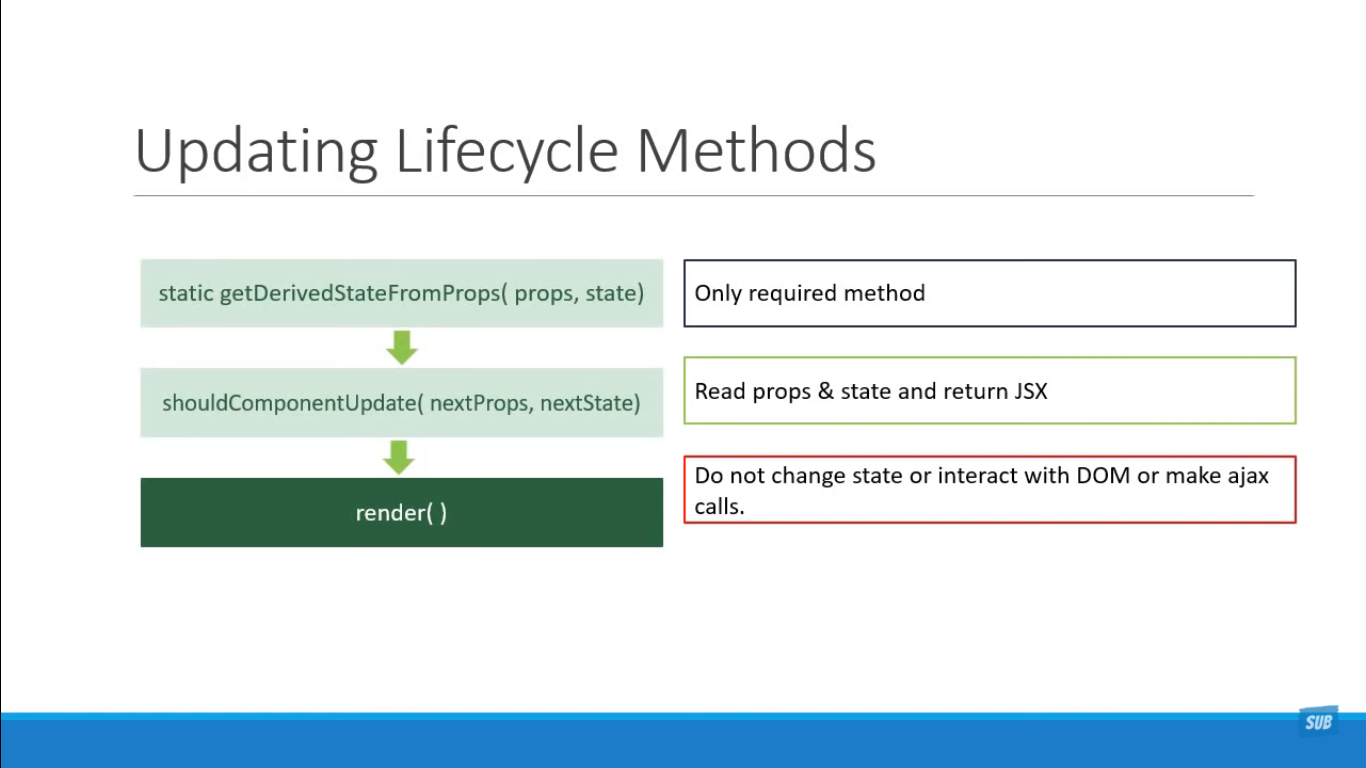 Updating Lifecycle Methods
static getDerivedStateFromProps( props, state)
Only required method
shouldComponentUpdate( nextProps, nextState)
Read props & state and return JSX
render( )
Do not change state or interact with DOM or make ajax
calls.
SUB